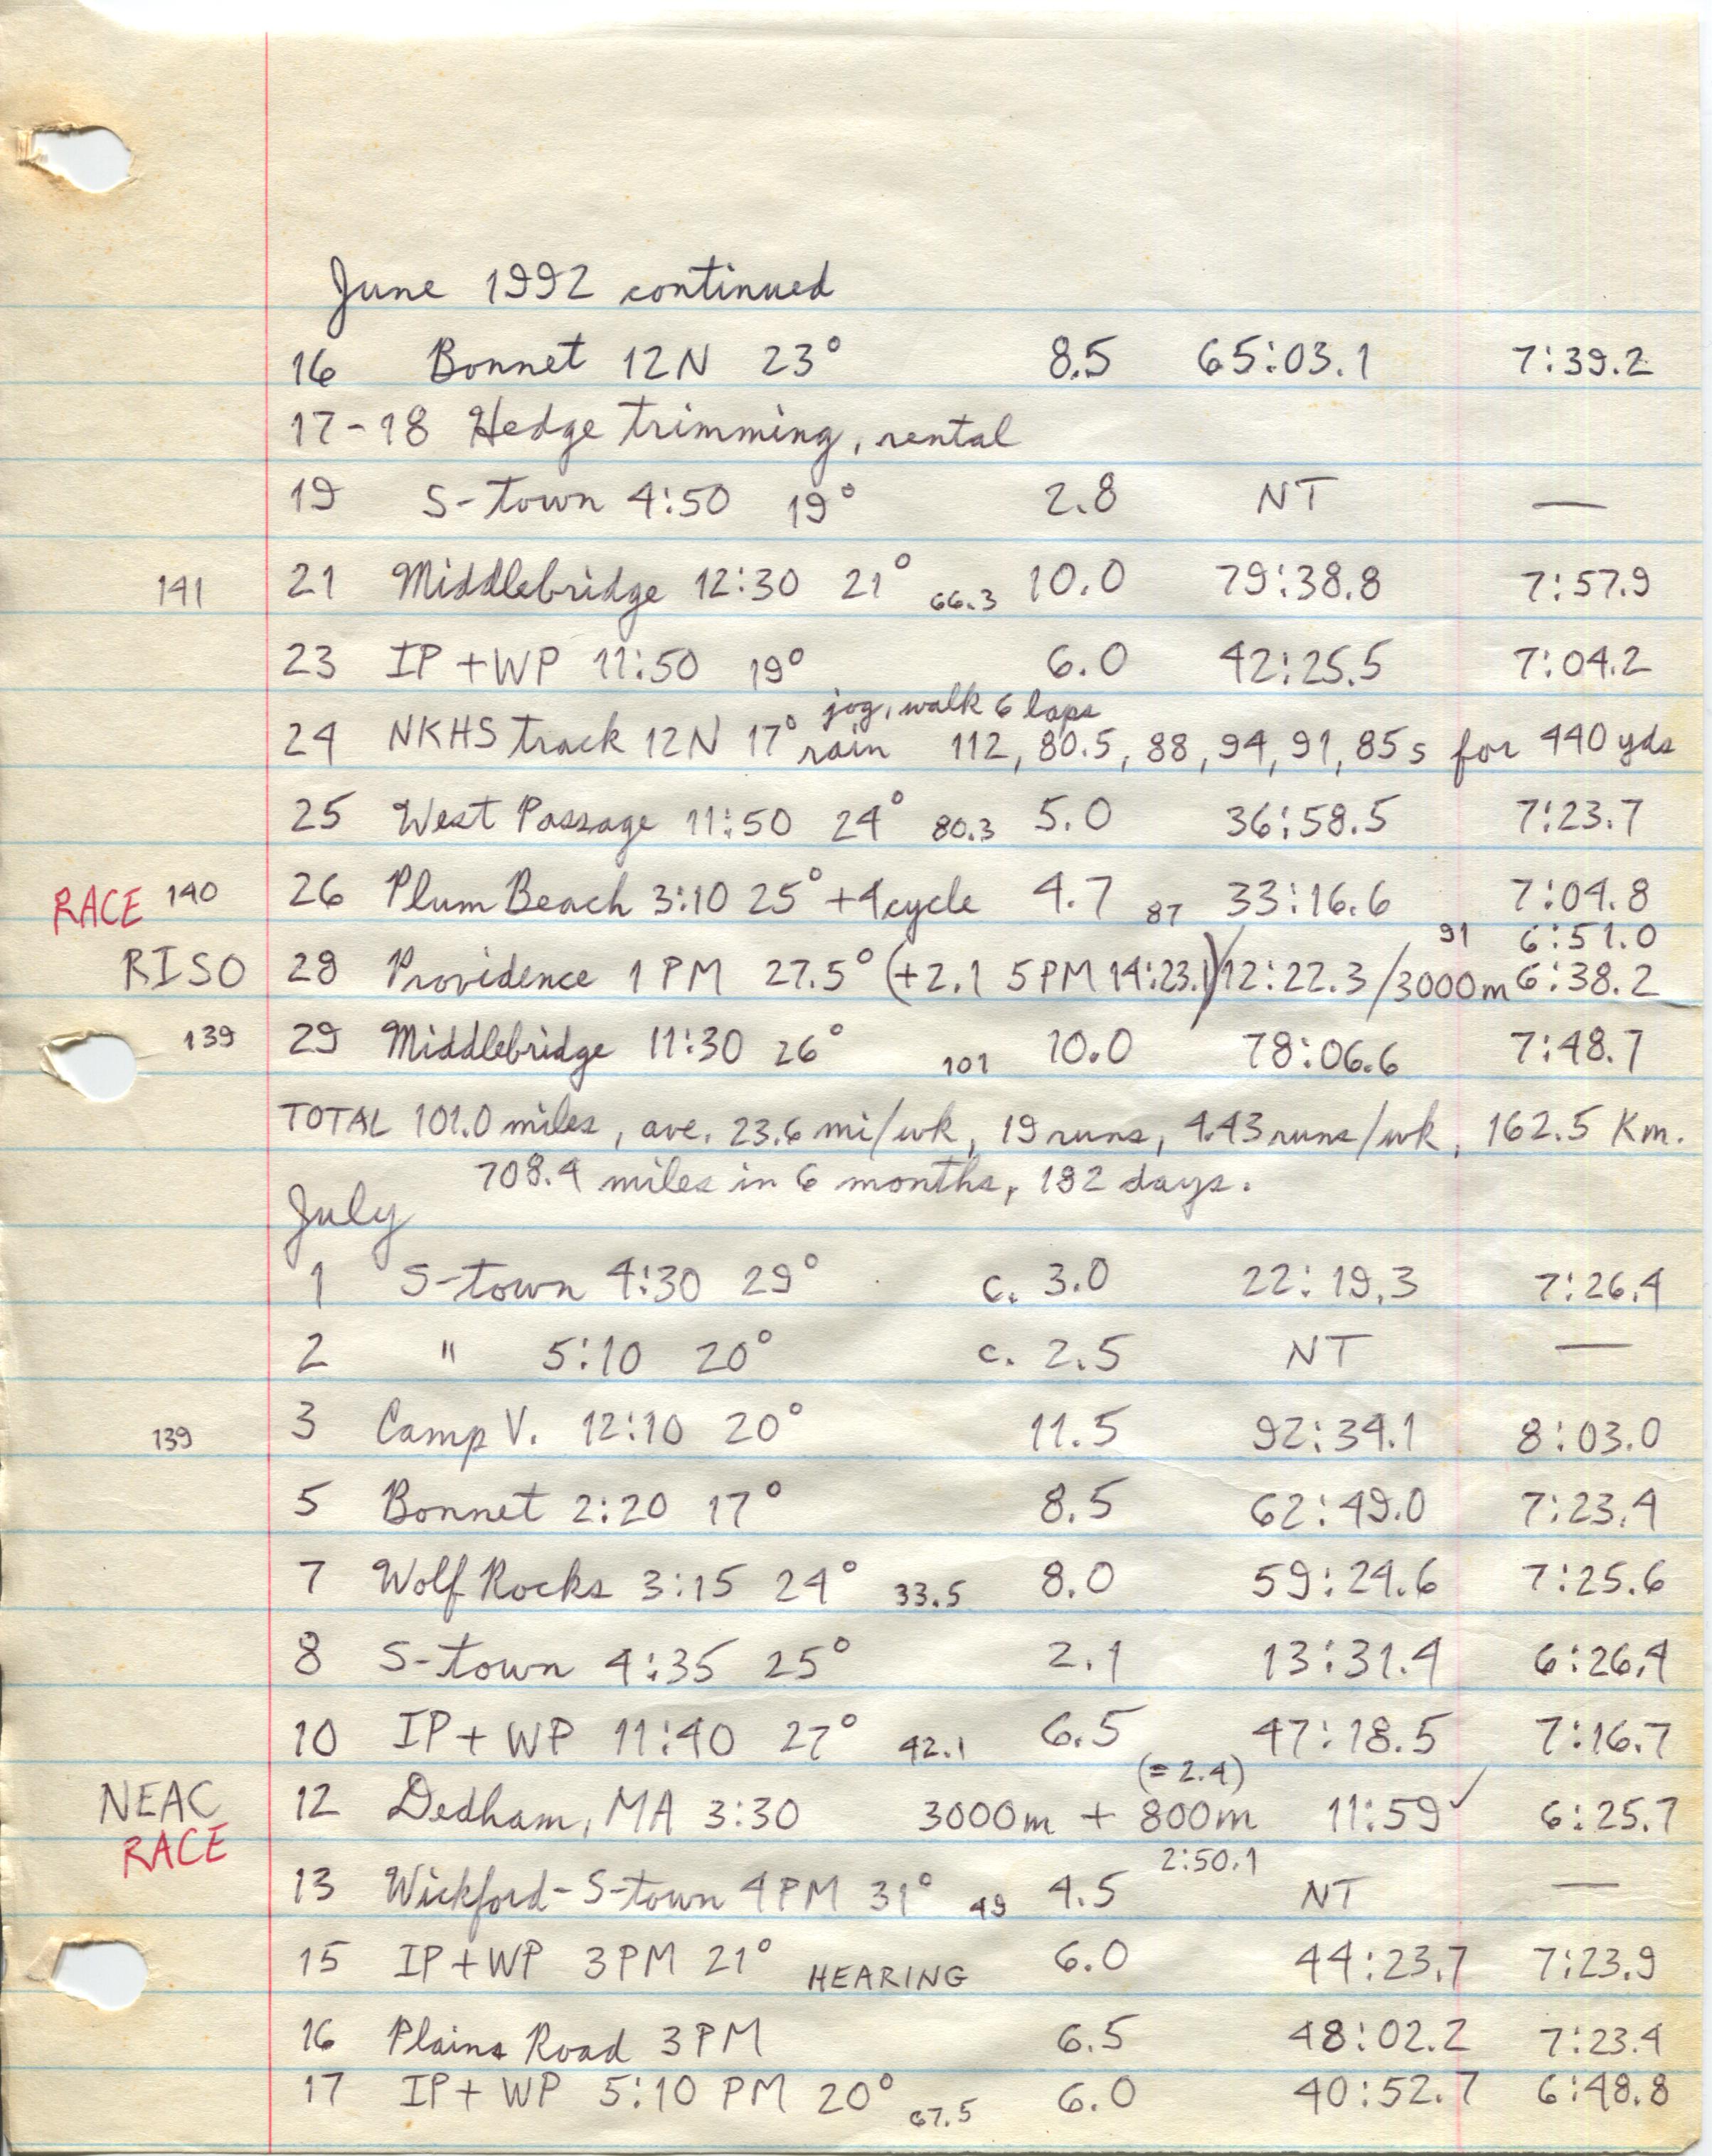 June 1992 continued
16 Bonnet 12N 23° 8.5 65:03.1 7:39.2
17-18 Hedge trimming, rental
19 S-town 4:50 19° 2.8 NT —
141 21 Middlebridge 12:30 21° 66.3 10.0 79:38.8 7:57.9
23 IP + WP 11:50 19° 6.0 42:25.5 7:04.2
jog, walk 6 laps
24 NKHS track 12N 17° rain 112, 80.5, 88, 94, 91, 85s for 440 yds
25 West Passage 11:50 24° 80.3 5.0 36:58.5 7:23.7
RACE 140 26 Plum Beach 3:10 25° + 4cycle 4.7 87 33:16.6 7:04.8
91 6:51.0
RISO 28 Providence 1 PM 27.5° (+2.1 5PM 14:23.1) 12:22.3/3000m 6:38.2
139 29 Middlebridge 11:30 26° 101 10.0 78:06.6 7:48.7
TOTAL 101.0 miles, ave. 23.6 mi/wk, 19 runs, 4.43 runs/wk, 162.5 Km.
708.4 miles in 6 months, 182 days.
July
1 S-town 4:30 29° c. 3.0 22:19.3 7:26.4
2 " 5:10 20° c. 2.5 NT —
139 3 Camp V. 12:10 20° 11.5 92:34.1 8:03.0
5 Bonnet 2:20 17° 8.5 62:49.0 7:23.4
7 Wolf Rocks 3:15 24° 33.5 8.0 59:24.6 7:25.6
8 S-town 4:35 25° 2.1 13:31.4 6:26.4
10 IP + WP 11:40 27° 42.1 6.5 47:18.5 7:16.7
(= 2.4)
NEAC 12 Dedham, MA 3:30 3000m + 800m 11:59 ✓ 6:25.7
RACE 2:50.1
13 Wickford-S-town 4PM 31° 49 4.5 NT —
15 IP + WP 3PM 21° HEARING 6.0 44:23.7 7:23.9
16 Plains Road 3PM 6.5 48:02.2 7:23.4
17 IP + WP 5:10 PM 20° 67.5 6.0 40:52.7 6:48.8